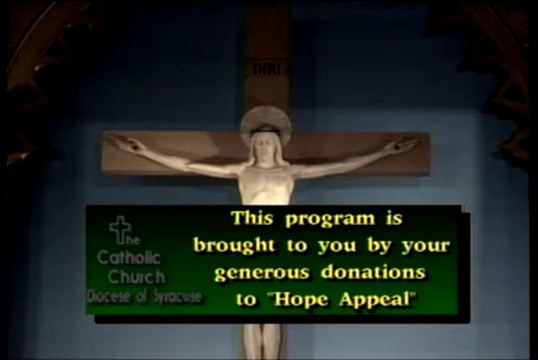 INRI
This program is
brought to you by your
generous donations
to "Hope Appeal"
The
Catholic
Church
Diocese of Syracuse